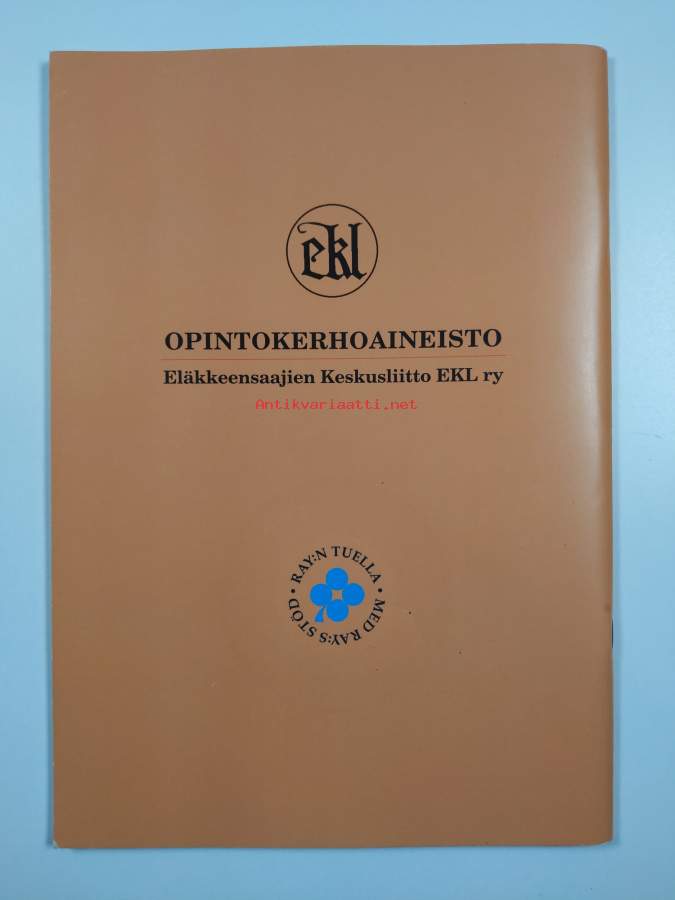 ekl
OPINTOKERHOAINEISTO
Eläkkeensaajien Keskusliitto EKL ry
Antikvariaatti.net
RAY:N TUELLA • MED RAY:S STÖD •